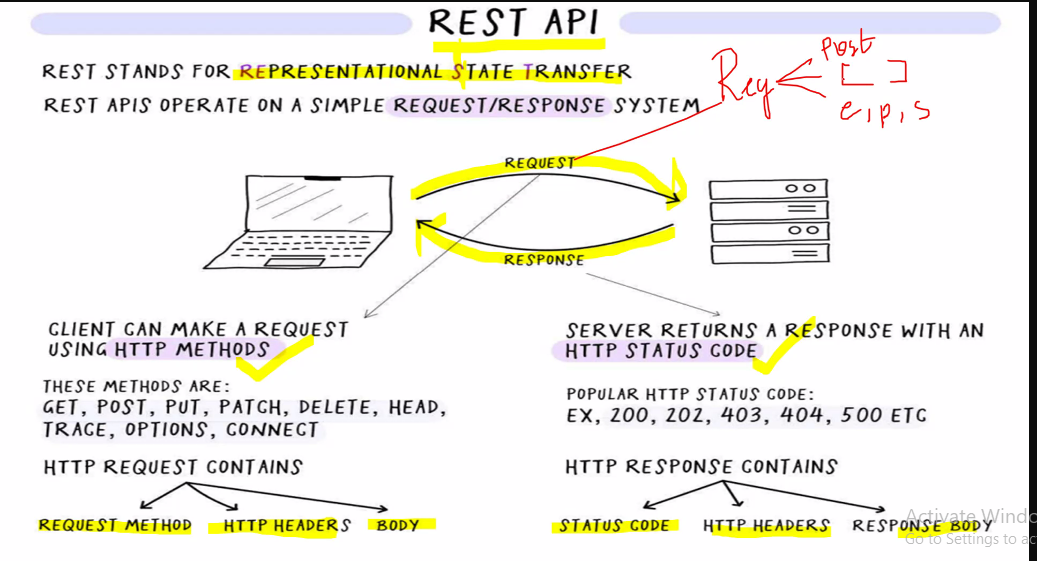 REST API
REST STANDS FOR REPRESENTATIONAL STATE TRANSFER
REST APIS OPERATE ON A SIMPLE REQUEST/RESPONSE SYSTEM
Post
[ ]
e, p, s
REQUEST
RESPONSE
CLIENT CAN MAKE A REQUEST
USING HTTP METHODS
THESE METHODS ARE:
GET, POST, PUT, PATCH, DELETE, HEAD,
TRACE, OPTIONS, CONNECT
HTTP REQUEST CONTAINS
REQUEST METHOD HTTP HEADERS BODY
SERVER RETURNS A RESPONSE WITH AN
HTTP STATUS CODE
POPULAR HTTP STATUS CODE:
EX, 200, 202, 403, 404, 500 ETC
HTTP RESPONSE CONTAINS
STATUS CODE HTTP HEADERS RESPONSE BODY
Activate Windo
Go to Settings to ac